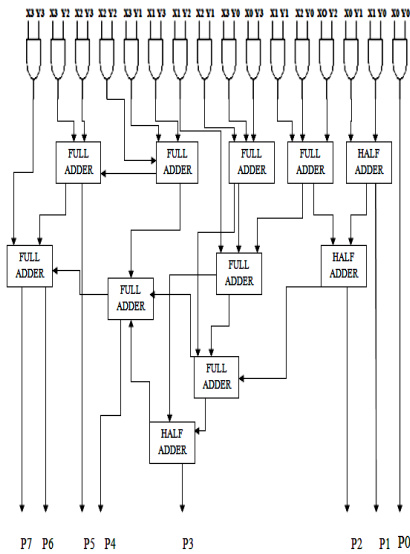 X3 Y3 X3 Y2 X2 Y3 X2 Y2 X3 Y1 X1 Y3 X1 Y2 X2 Y1 X3 Y0 X0 Y3 X1 Y1 X2 Y0 X0 Y2 X0 Y1 X1 Y0 X0 Y0
FULL
ADDER
FULL
ADDER
FULL
ADDER
FULL
ADDER
HALF
ADDER
FULL
ADDER
FULL
ADDER
FULL
ADDER
HALF
ADDER
FULL
ADDER
HALF
ADDER
P7 P6 P5 P4 P3 P2 P1 P0